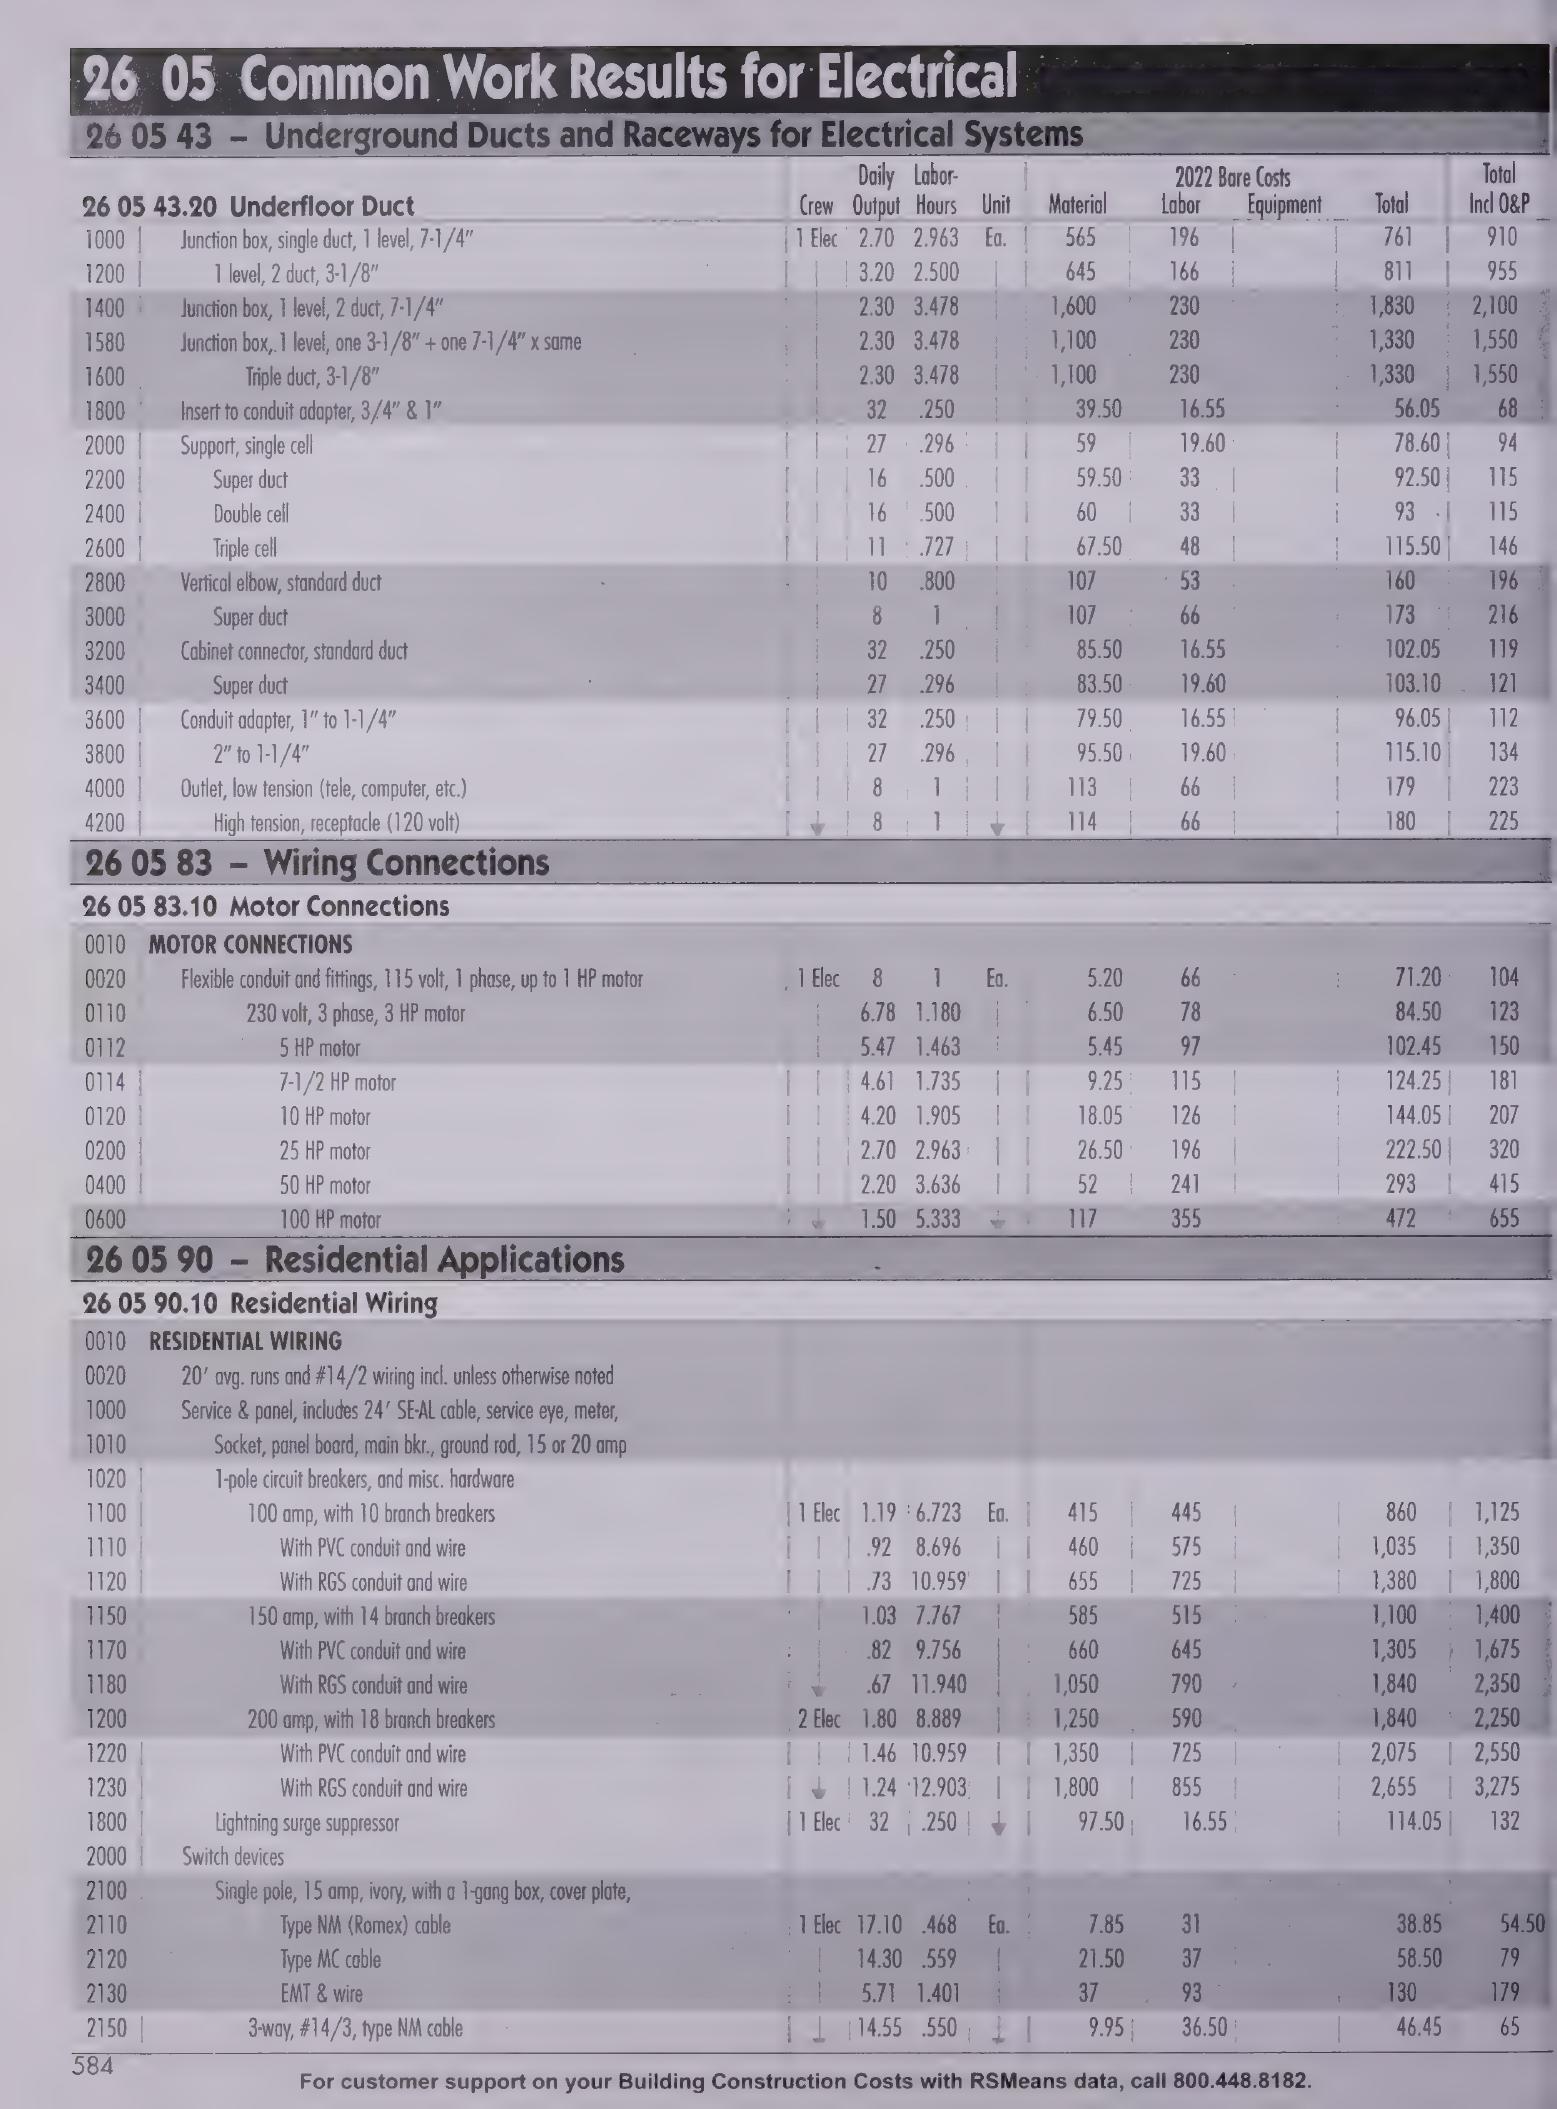 26 05 Common Work Results for Electrical
26 05 43 – Underground Ducts and Raceways for Electrical Systems
Daily Labor- 2022 Bare Costs Total
26 05 43.20 Underfloor Duct Crew Output Hours Unit Material Labor Equipment Total Incl O&P
1000 Junction box, single duct, 1 level, 7-1/4" 1 Elec 2.70 2.963 Ea. 565 196 761 910
1200 1 level, 2 duct, 3-1/8" 3.20 2.500 645 166 811 955
1400 Junction box, 1 level, 2 duct, 7-1/4" 2.30 3.478 1,600 230 1,830 2,100
1580 Junction box, 1 level, one 3-1/8" + one 7-1/4" x same 2.30 3.478 1,100 230 1,330 1,550
1600 Triple duct, 3-1/8" 2.30 3.478 1,100 230 1,330 1,550
1800 Insert to conduit adapter, 3/4" & 1" 32 .250 39.50 16.55 56.05 68
2000 Support, single cell 27 .296 59 19.60 78.60 94
2200 Super duct 16 .500 59.50 33 92.50 115
2400 Double cell 16 .500 60 33 93 115
2600 Triple cell 11 .727 67.50 48 115.50 146
2800 Vertical elbow, standard duct 10 .800 107 53 160 196
3000 Super duct 8 1 107 66 173 216
3200 Cabinet connector, standard duct 32 .250 85.50 16.55 102.05 119
3400 Super duct 27 .296 83.50 19.60 103.10 121
3600 Conduit adapter, 1" to 1-1/4" 32 .250 79.50 16.55 96.05 112
3800 2" to 1-1/4" 27 .296 95.50 19.60 115.10 134
4000 Outlet, low tension (tele, computer, etc.) 8 1 113 66 179 223
4200 High tension, receptacle (120 volt) 8 1 114 66 180 225
26 05 83 – Wiring Connections
26 05 83.10 Motor Connections
0010 MOTOR CONNECTIONS
0020 Flexible conduit and fittings, 115 volt, 1 phase, up to 1 HP motor 1 Elec 8 1 Ea. 5.20 66 71.20 104
0110 230 volt, 3 phase, 3 HP motor 6.78 1.180 6.50 78 84.50 123
0112 5 HP motor 5.47 1.463 5.45 97 102.45 150
0114 7-1/2 HP motor 4.61 1.735 9.25 115 124.25 181
0120 10 HP motor 4.20 1.905 18.05 126 144.05 207
0200 25 HP motor 2.70 2.963 26.50 196 222.50 320
0400 50 HP motor 2.20 3.636 52 241 293 415
0600 100 HP motor 1.50 5.333 117 355 472 655
26 05 90 – Residential Applications
26 05 90.10 Residential Wiring
0010 RESIDENTIAL WIRING
0020 20' avg. runs and #14/2 wiring incl. unless otherwise noted
1000 Service & panel, includes 24' SE-AL cable, service eye, meter,
1010 Socket, panel board, main bkr., ground rod, 15 or 20 amp
1020 1-pole circuit breakers, and misc. hardware
1100 100 amp, with 10 branch breakers 1 Elec 1.19 6.723 Ea. 415 445 860 1,125
1110 With PVC conduit and wire .92 8.696 460 575 1,035 1,350
1120 With RGS conduit and wire .73 10.959 655 725 1,380 1,800
1150 150 amp, with 14 branch breakers 1.03 7.767 585 515 1,100 1,400
1170 With PVC conduit and wire .82 9.756 660 645 1,305 1,675
1180 With RGS conduit and wire .67 11.940 1,050 790 1,840 2,350
1200 200 amp, with 18 branch breakers 2 Elec 1.80 8.889 1,250 590 1,840 2,250
1220 With PVC conduit and wire 1.46 10.959 1,350 725 2,075 2,550
1230 With RGS conduit and wire 1.24 12.903 1,800 855 2,655 3,275
1800 Lightning surge suppressor 1 Elec 32 .250 97.50 16.55 114.05 132
2000 Switch devices
2100 Single pole, 15 amp, ivory, with a 1-gang box, cover plate,
2110 Type NM (Romex) cable 1 Elec 17.10 .468 Ea. 7.85 31 38.85 54.50
2120 Type MC cable 14.30 .559 21.50 37 58.50 79
2130 EMT & wire 5.71 1.401 37 93 130 179
2150 3-way, #14/3, type NM cable 14.55 .550 9.95 36.50 46.45 65
584
For customer support on your Building Construction Costs with RSMeans data, call 800.448.8182.